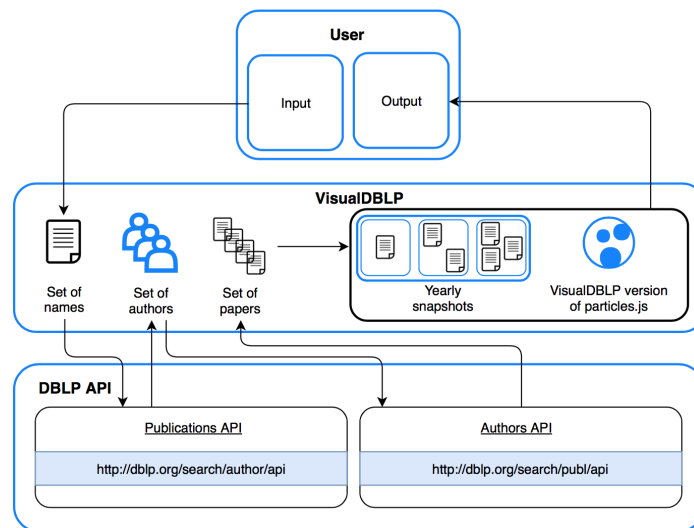 User
Input
Output
VisualDBLP
Set of
names
Set of
authors
Set of
papers
Yearly
snapshots
VisualDBLP version
of particles.js
DBLP API
Publications API
http://dblp.org/search/author/api
Authors API
http://dblp.org/search/publ/api